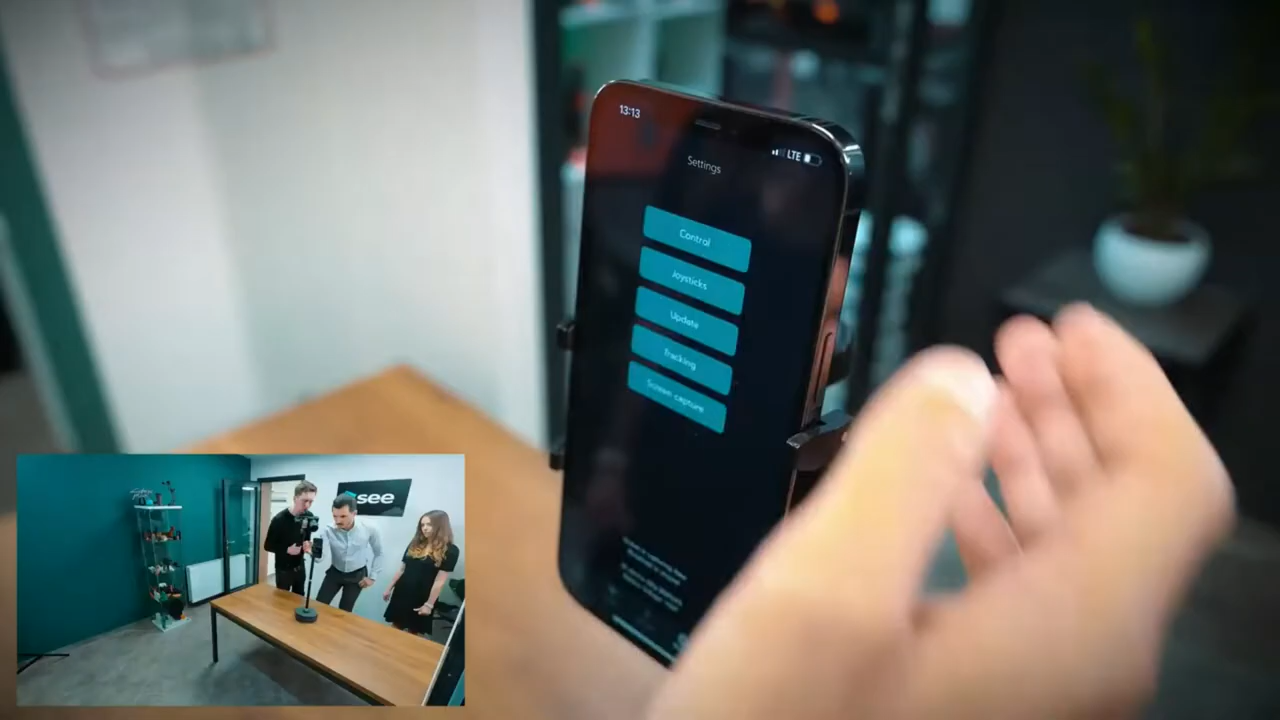 13:13
LTE
Settings
Control
Joysticks
Update
Tracking
Screen capture
see